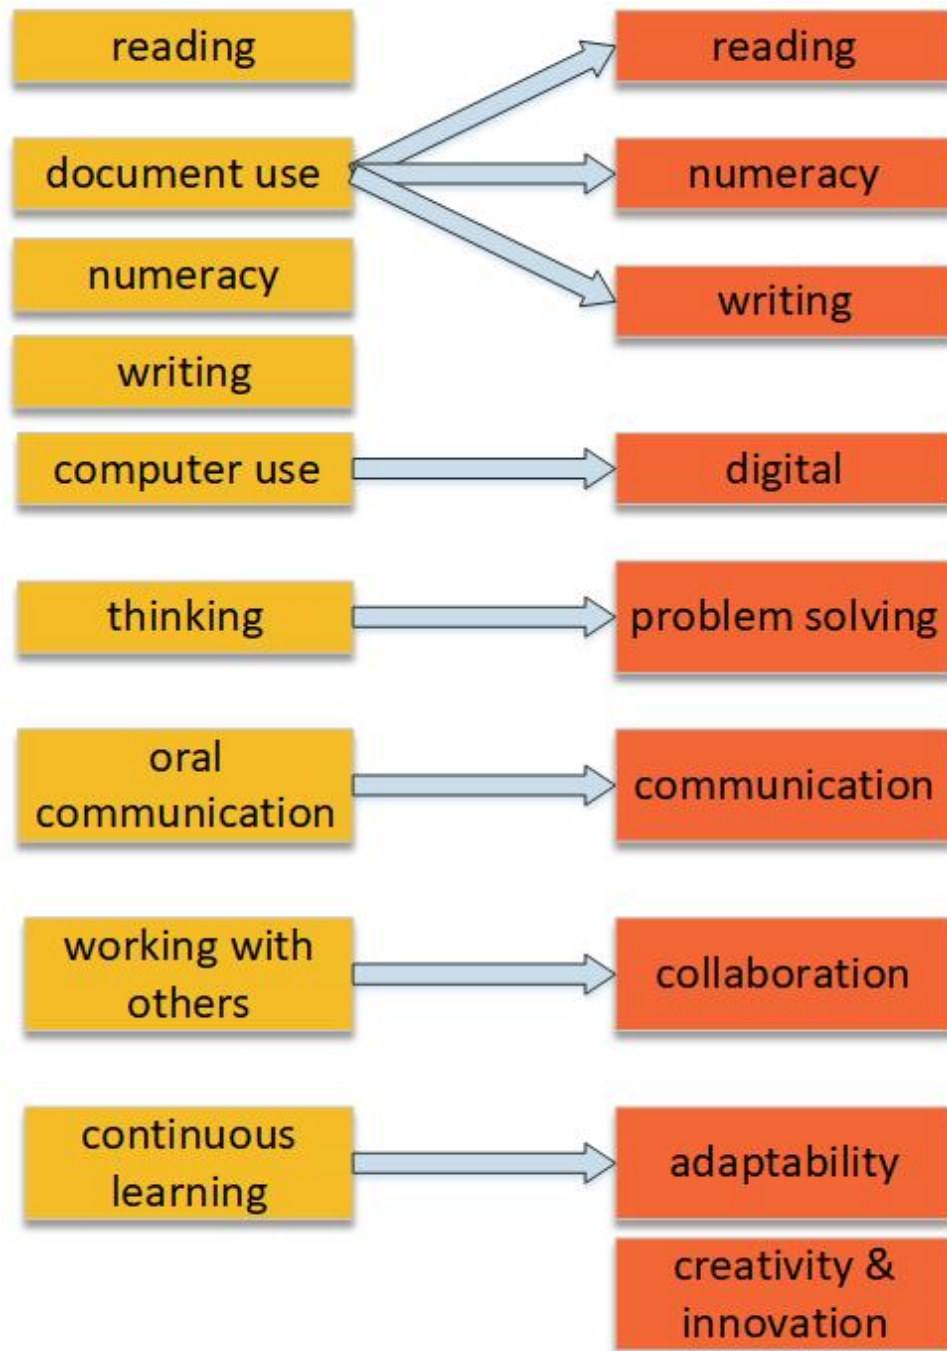 reading
document use
numeracy
writing
computer use
thinking
oral
communication
working with
others
continuous
learning
reading
numeracy
writing
digital
problem solving
communication
collaboration
adaptability
creativity &
innovation